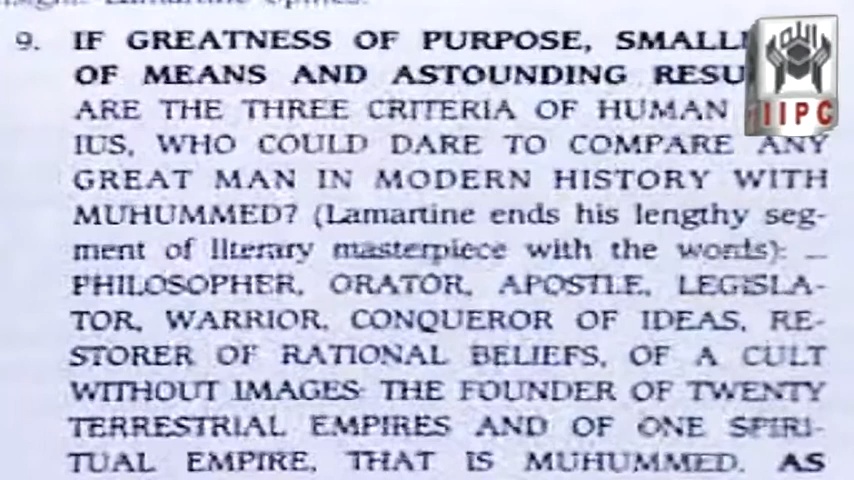 9. IF GREATNESS OF PURPOSE, SMALL
OF MEANS AND ASTOUNDING RESU
ARE THE THREE CRITERIA OF HUMAN
IUS, WHO COULD DARE TO COMPARE ANY
GREAT MAN IN MODERN HISTORY WITH
MUHUMMED? (Lamartine ends his lengthy seg-
ment of literary masterpiece with the words): ...
PHILOSOPHER, ORATOR, APOSTLE, LEGISLA-
TOR, WARRIOR, CONQUEROR OF IDEAS, RE-
STORER OF RATIONAL BELIEFS, OF A CULT
WITHOUT IMAGES: THE FOUNDER OF TWENTY
TERRESTRIAL EMPIRES AND OF ONE SPIRI-
TUAL EMPIRE, THAT IS MUHUMMED. AS
الله
IIPC